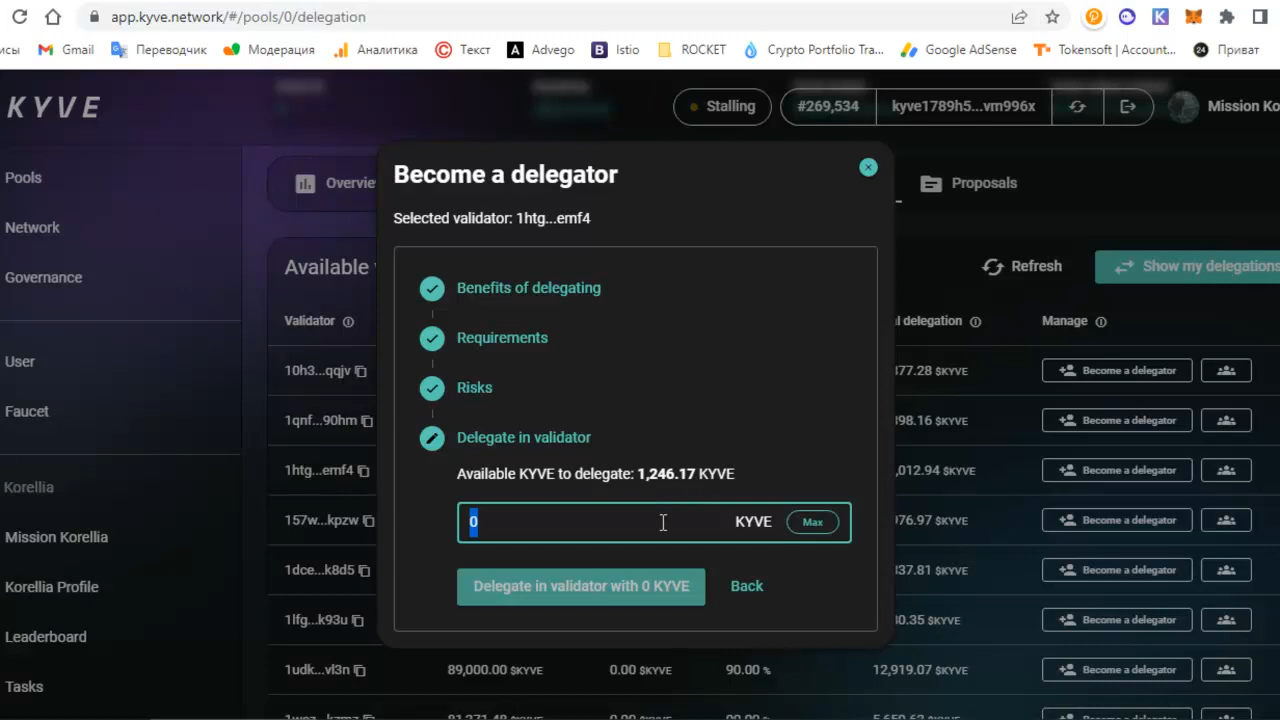 app.kyve.network/#/pools/0/delegation
исы Gmail Переводчик Модерация Аналитика Текст Advego Istio ROCKET Crypto Portfolio Tra... Google AdSense Tokensoft | Account... Приват
KYVE Stalling #269,534 kyve1789h5...vm996x Mission Ko
Pools
Network
Governance
User
Faucet
Korellia
Mission Korellia
Korellia Profile
Leaderboard
Tasks
Overvie
Proposals
Available
Refresh Show my delegations
Validator
l delegation Manage
10h3...qqjv 377.28 $KYVE Become a delegator
1qnf...90hm 398.16 $KYVE Become a delegator
1htg...emf4 ,012.94 $KYVE Become a delegator
157w...kpzw 976.97 $KYVE Become a delegator
1dce...k8d5 337.81 $KYVE Become a delegator
1lfg...k93u 0.35 $KYVE Become a delegator
1udk...vl3n 89,000.00 $KYVE 0.00 $KYVE 90.00 % 12,919.07 $KYVE Become a delegator
Become a delegator
Selected validator: 1htg...emf4
Benefits of delegating
Requirements
Risks
Delegate in validator
Available KYVE to delegate: 1,246.17 KYVE
0 KYVE Max
Delegate in validator with 0 KYVE Back